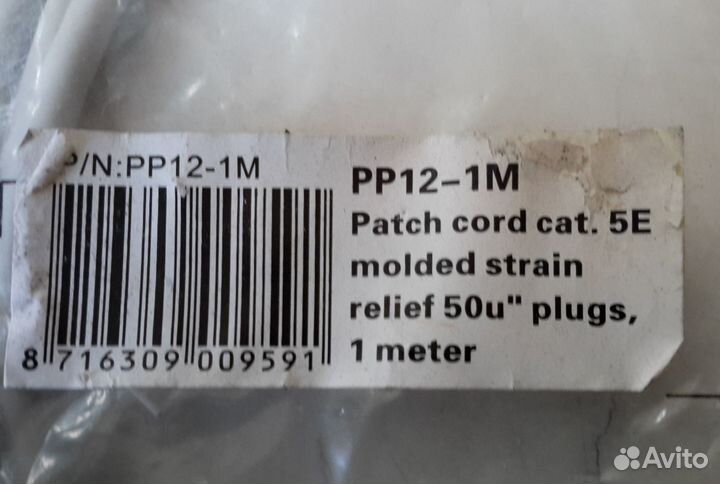 P/N:PP12-1M
8 716309 009591
PP12-1M
Patch cord cat. 5E
molded strain
relief 50u" plugs,
1 meter
Avito